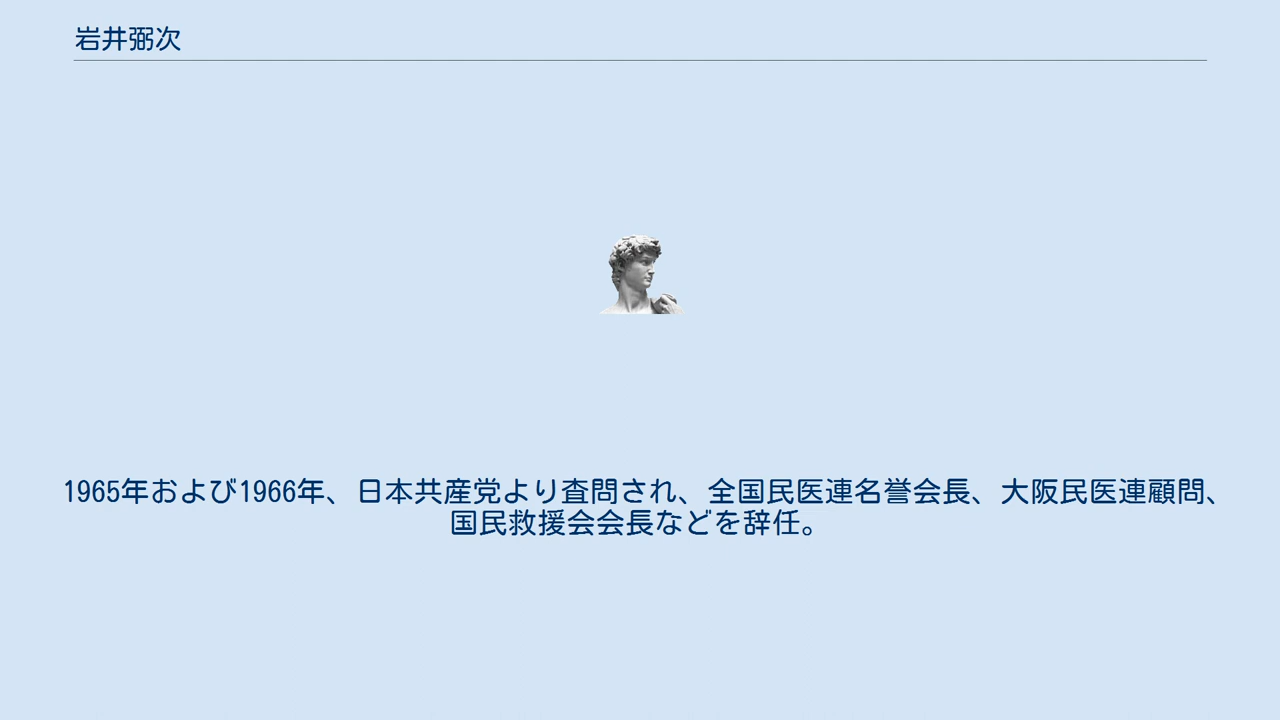 岩井弼次
1965年および1966年、日本共産党より査問され、全国民医連名誉会長、大阪民医連顧問、
国民救援会会長などを辞任。